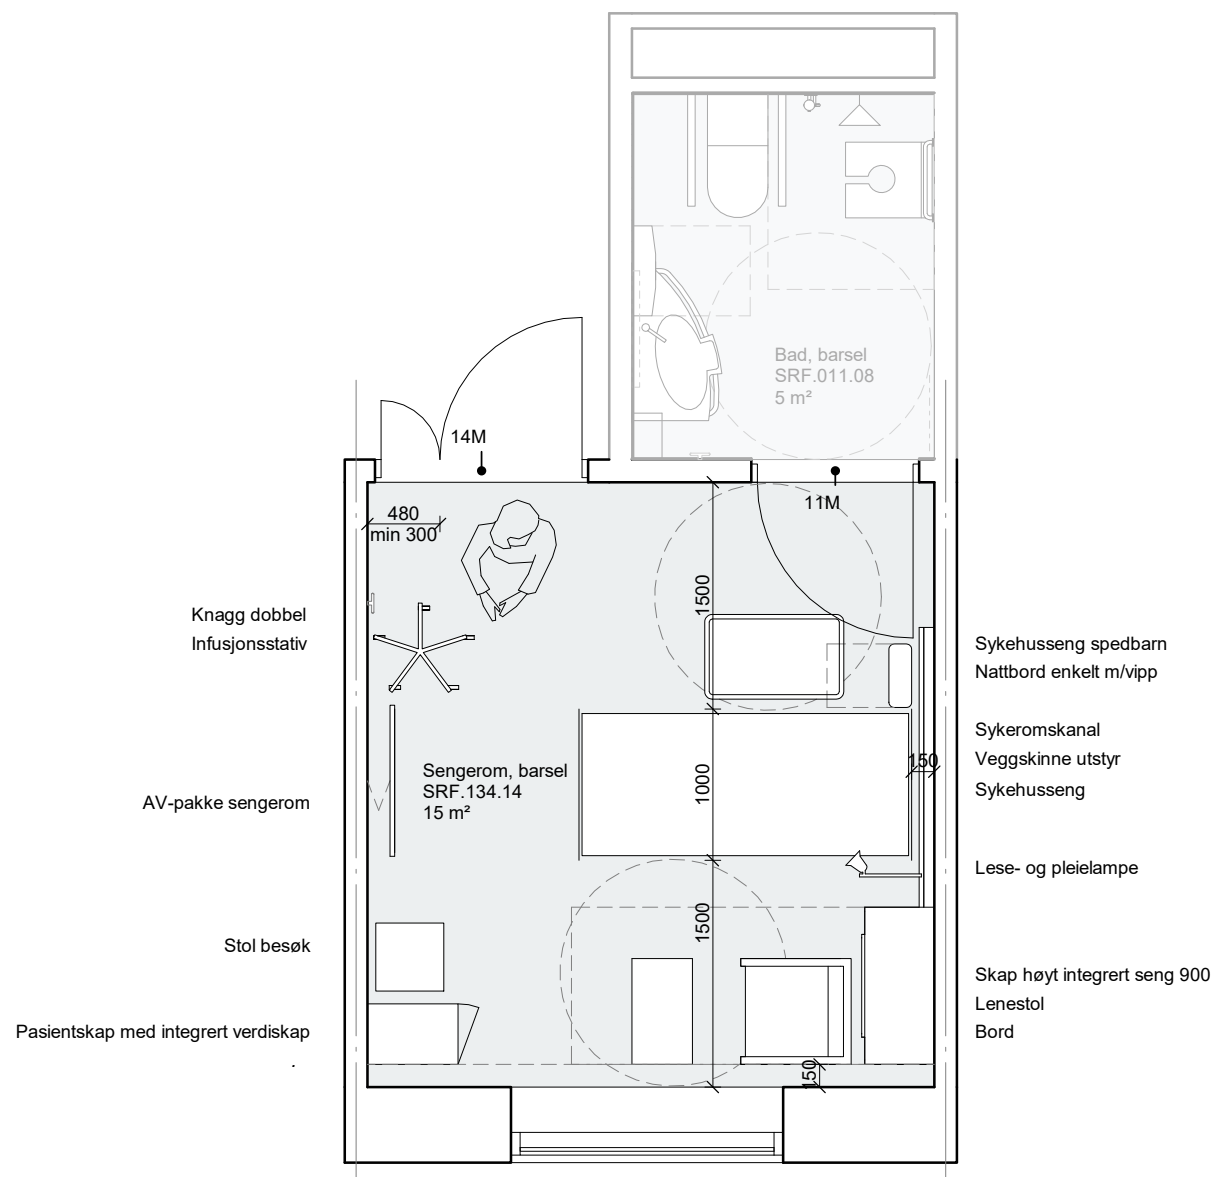 Bad, barsel
SRF.011.08
5 m²
14M
11M
480
min 300
1500
Knagg dobbel
Infusjonsstativ
Sykehusseng spedbarn
Nattbord enkelt m/vipp
Sykeromskanal
Veggskinne utstyr
150
Sykehusseng
Sengerom, barsel
SRF.134.14
15 m²
1000
AV-pakke sengerom
Lese- og pleielampe
1500
Stol besøk
Skap høyt integrert seng 900
Lenestol
Bord
Pasientskap med integrert verdiskap
.
150